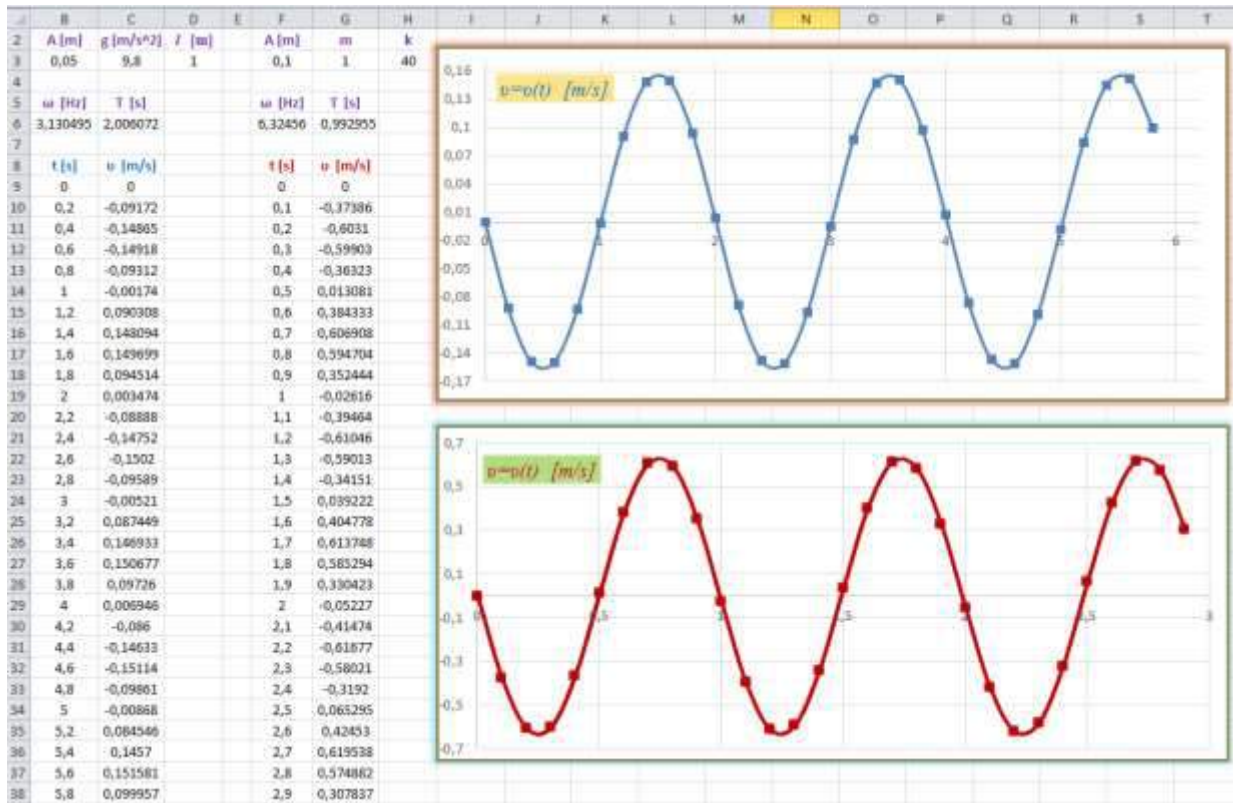 B C D E F G H I J K L M N O P Q R S T
2 A [m] g [m/s^2] l [m] A [m] m k
3 0,05 9,8 1 0,1 1 40
4
5 ω [Hz] T [s] ω [Hz] T [s]
6 3,130495 2,006072 6,32456 0,992955
7
8 t [s] υ [m/s] t [s] υ [m/s]
9 0 0 0 0
10 0,2 -0,09172 0,1 -0,37386
11 0,4 -0,14865 0,2 -0,6031
12 0,6 -0,14918 0,3 -0,59903
13 0,8 -0,09312 0,4 -0,36323
14 1 -0,00174 0,5 0,013081
15 1,2 0,090308 0,6 0,384333
16 1,4 0,148094 0,7 0,606908
17 1,6 0,149699 0,8 0,594704
18 1,8 0,094514 0,9 0,352444
19 2 0,003474 1 -0,02616
20 2,2 -0,08888 1,1 -0,39464
21 2,4 -0,14752 1,2 -0,61046
22 2,6 -0,1502 1,3 -0,59013
23 2,8 -0,09589 1,4 -0,34151
24 3 -0,00521 1,5 0,039222
25 3,2 0,087449 1,6 0,404778
26 3,4 0,146933 1,7 0,613748
27 3,6 0,150677 1,8 0,585294
28 3,8 0,09726 1,9 0,330423
29 4 0,006946 2 -0,05227
30 4,2 -0,086 2,1 -0,41474
31 4,4 -0,14633 2,2 -0,61677
32 4,6 -0,15114 2,3 -0,58021
33 4,8 -0,09861 2,4 -0,3192
34 5 -0,00868 2,5 0,065295
35 5,2 0,084546 2,6 0,42453
36 5,4 0,1457 2,7 0,619538
37 5,6 0,151581 2,8 0,574882
38 5,8 0,099957 2,9 0,307837
υ=υ(t) [m/s]
0,16
0,13
0,1
0,07
0,04
0,01
-0,02
-0,05
-0,08
-0,11
-0,14
-0,17
0 1 2 3 4 5 6
υ=υ(t) [m/s]
0,7
0,5
0,3
0,1
-0,1
-0,3
-0,5
-0,7
0 ,5 1 ,5 2 ,5 3